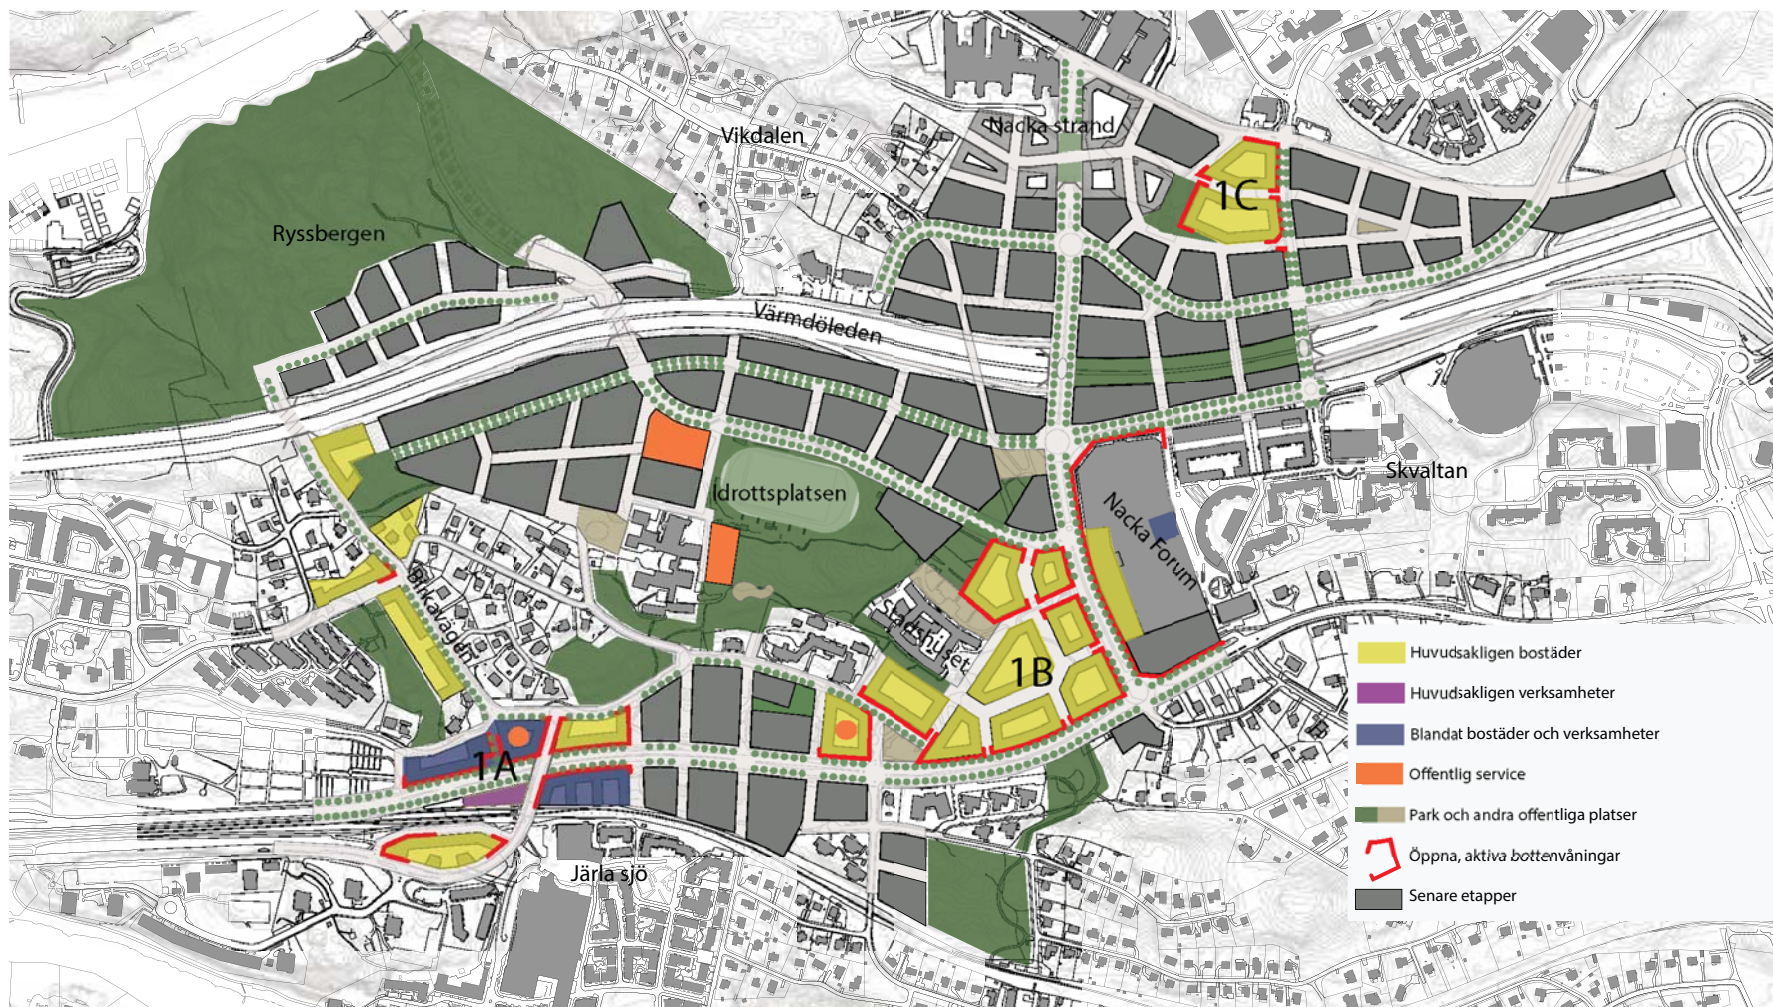 Vikdalen
Nacka strand
1C
Ryssbergen
Värmdöleden
Skvaltan
Idrottsplatsen
Nacka Forum
Birkavägen
Stadshuset
1B
1A
Järla sjö
Huvudsakligen bostäder
Huvudsakligen verksamheter
Blandat bostäder och verksamheter
Offentlig service
Park och andra offentliga platser
Öppna, aktiva bottenvåningar
Senare etapper